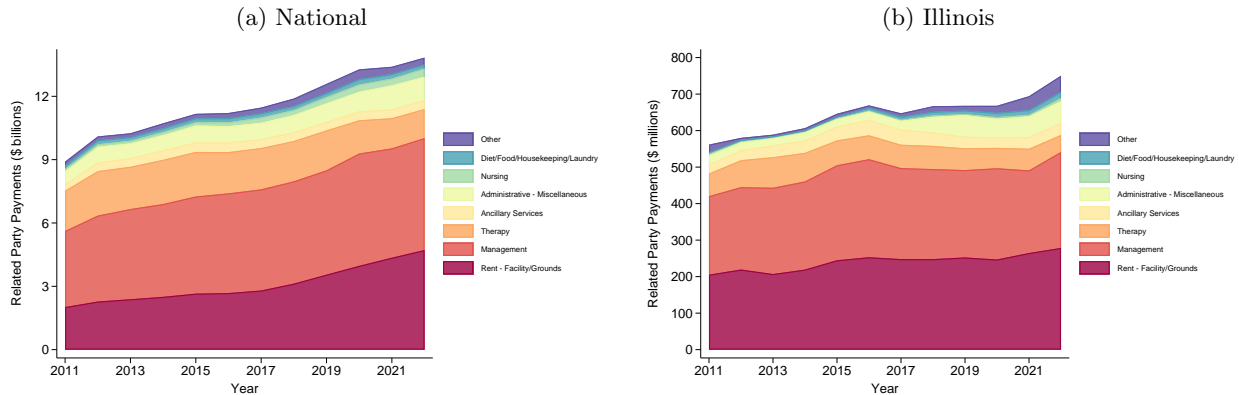 (a) National
Related Party Payments ($ billions)
12
9
6
3
0
2011 2013 2015 2017 2019 2021
Year
Other
Diet/Food/Housekeeping/Laundry
Nursing
Administrative - Miscellaneous
Ancillary Services
Therapy
Management
Rent - Facility/Grounds
(b) Illinois
Related Party Payments ($ millions)
800
700
600
500
400
300
200
100
0
2011 2013 2015 2017 2019 2021
Year
Other
Diet/Food/Housekeeping/Laundry
Nursing
Administrative - Miscellaneous
Ancillary Services
Therapy
Management
Rent - Facility/Grounds